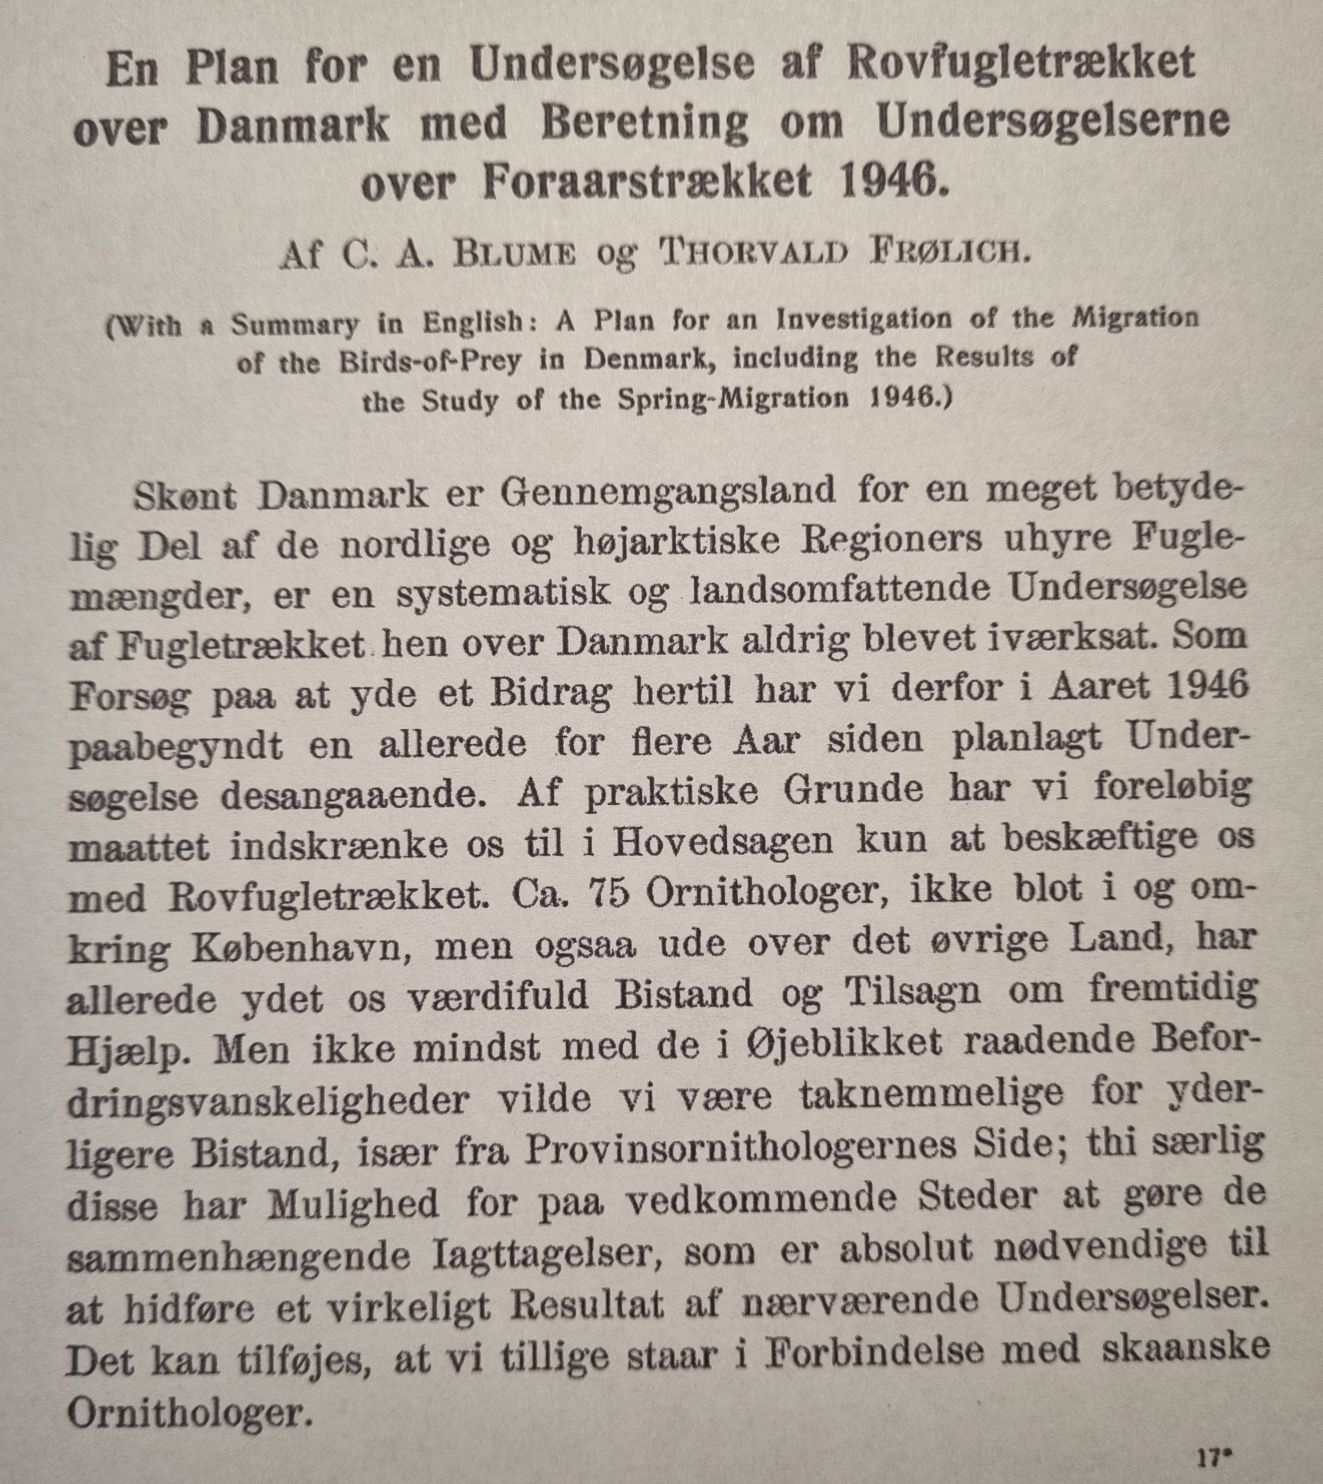 En Plan for en Undersøgelse af Rovfugletrækket
over Danmark med Beretning om Undersøgelserne
over Foraarstrækket 1946.
Af C. A. BLUME og THORVALD FRØLICH.
(With a Summary in English: A Plan for an Investigation of the Migration
of the Birds-of-Prey in Denmark, including the Results of
the Study of the Spring-Migration 1946.)
Skønt Danmark er Gennemgangsland for en meget betyde-
lig Del af de nordlige og højarktiske Regioners uhyre Fugle-
mængder, er en systematisk og landsomfattende Undersøgelse
af Fugletrækket hen over Danmark aldrig blevet iværksat. Som
Forsøg paa at yde et Bidrag hertil har vi derfor i Aaret 1946
paabegyndt en allerede for flere Aar siden planlagt Under-
søgelse desangaaende. Af praktiske Grunde har vi foreløbig
maattet indskrænke os til i Hovedsagen kun at beskæftige os
med Rovfugletrækket. Ca. 75 Ornithologer, ikke blot i og om-
kring København, men ogsaa ude over det øvrige Land, har
allerede ydet os værdifuld Bistand og Tilsagn om fremtidig
Hjælp. Men ikke mindst med de i Øjeblikket raadende Befor-
dringsvanskeligheder vilde vi være taknemmelige for yder-
ligere Bistand, især fra Provinsornithologernes Side; thi særlig
disse har Mulighed for paa vedkommende Steder at gøre de
sammenhængende Iagttagelser, som er absolut nødvendige til
at hidføre et virkeligt Resultat af nærværende Undersøgelser.
Det kan tilføjes, at vi tillige staar i Forbindelse med skaanske
Ornithologer.
17*